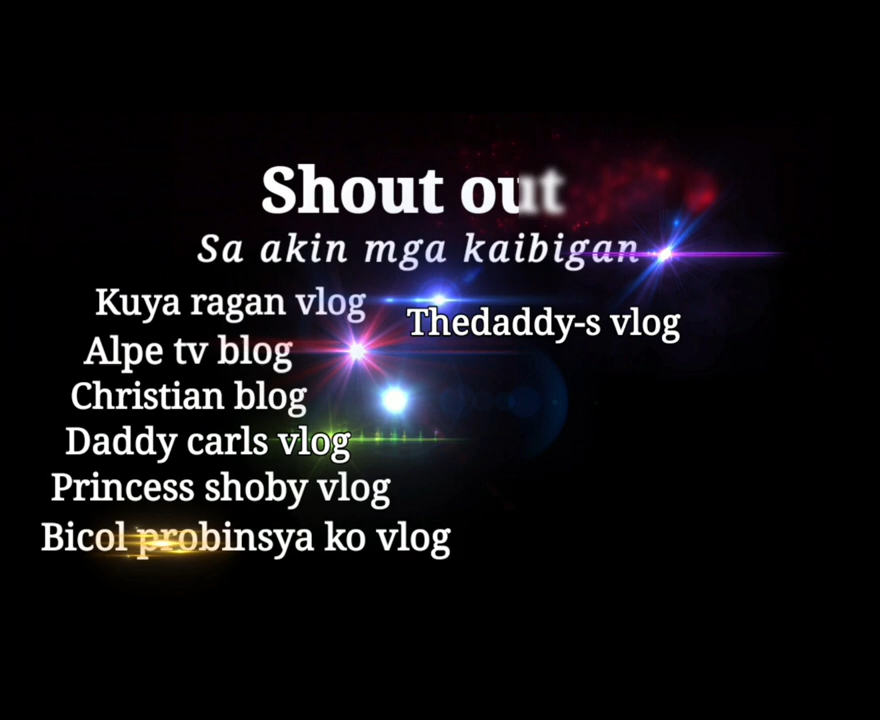 Shout out
Sa akin mga kaibigan
Kuya ragan vlog
Thedaddy-s vlog
Alpe tv blog
Christian blog
Daddy carls vlog
Princess shoby vlog
Bicol probinsya ko vlog